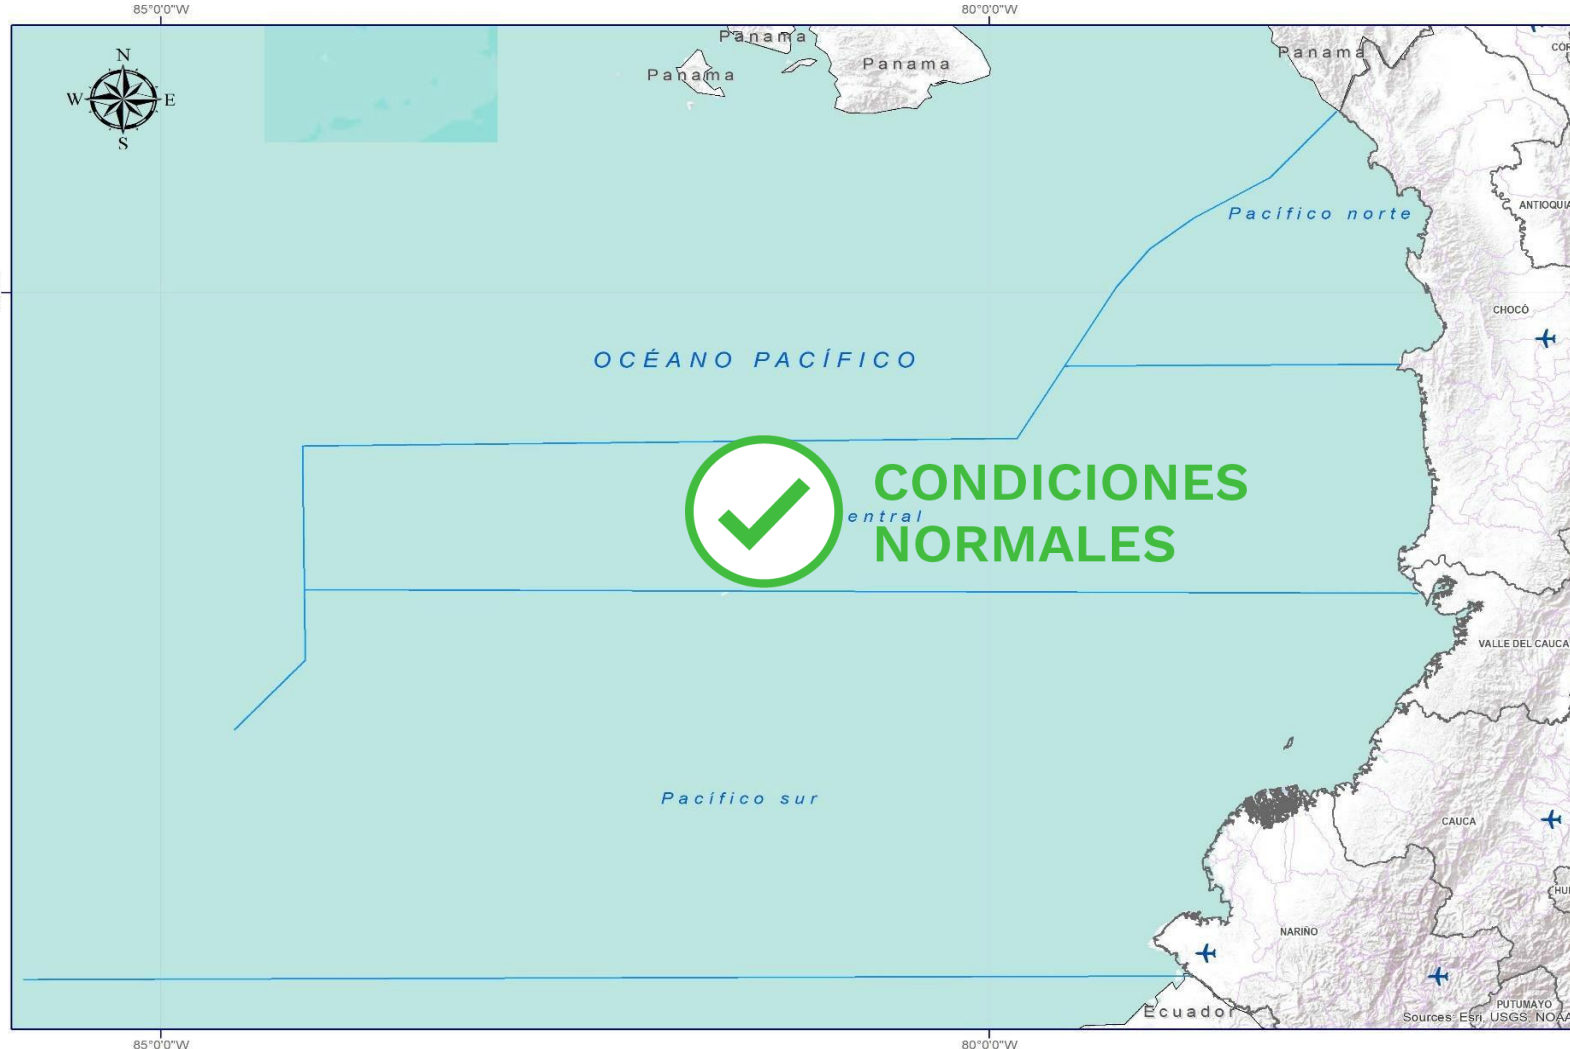 85°0'0"W
80°0'0"W
N
W
E
S
Panama
Panama
Panama
Panama
ANTIOQUIA
Pacífico norte
CHOCÓ
OCÉANO PACÍFICO
CONDICIONES
entral
NORMALES
VALLE DEL CAUCA
Pacífico sur
CAUCA
NARIÑO
PUTUMAYO
Ecuador
Sources: Esri, USGS, NOAA
85°0'0"W
80°0'0"W